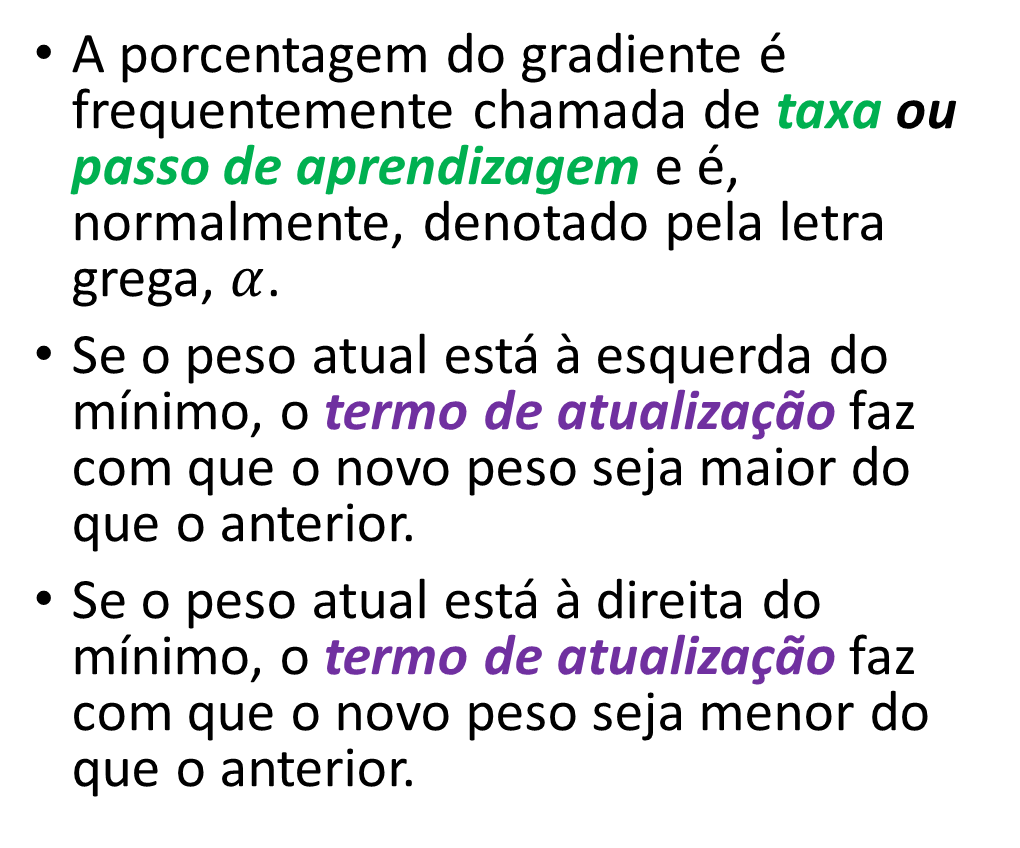 • A porcentagem do gradiente é
frequentemente chamada de taxa ou
passo de aprendizagem e é,
normalmente, denotado pela letra
grega, 𝛼.
• Se o peso atual está à esquerda do
mínimo, o termo de atualização faz
com que o novo peso seja maior do
que o anterior.
• Se o peso atual está à direita do
mínimo, o termo de atualização faz
com que o novo peso seja menor do
que o anterior.